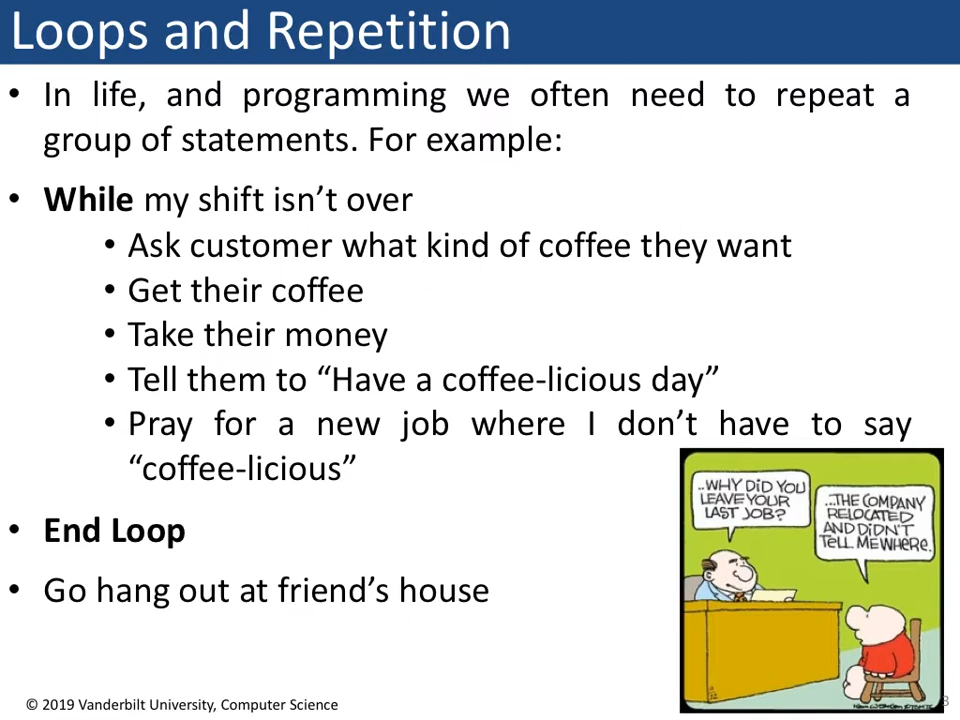 Loops and Repetition
• In life, and programming we often need to repeat a
group of statements. For example:
• While my shift isn’t over
• Ask customer what kind of coffee they want
• Get their coffee
• Take their money
• Tell them to “Have a coffee-licious day”
• Pray for a new job where I don’t have to say
“coffee-licious”
• End Loop
• Go hang out at friend’s house
..WHY DiD YOU
LEAVE YOUR
LAST JOB?
...THE COMPANY
RELOCATED
AND DiDN'T
TELL ME WHERE.
© 2019 Vanderbilt University, Computer Science